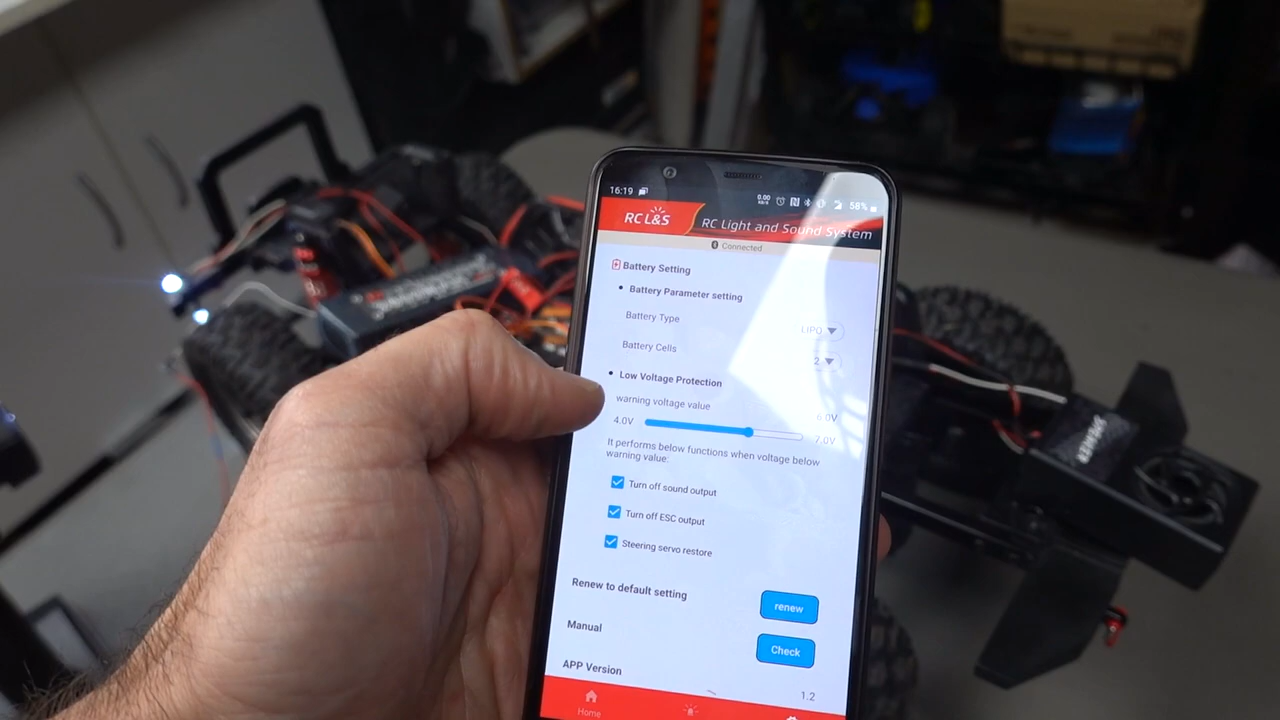 16:19
0.00
58%
RC L&S
RC Light and Sound System
Connected
Battery Setting
Battery Parameter setting
Battery Type
LIPO
Battery Cells
2
Low Voltage Protection
warning voltage value
6.0V
4.0V
7.0V
It performs below functions when voltage below
warning value:
Turn off sound output
Turn off ESC output
Steering servo restore
Renew to default setting
renew
Manual
Check
APP Version
1.2
Home